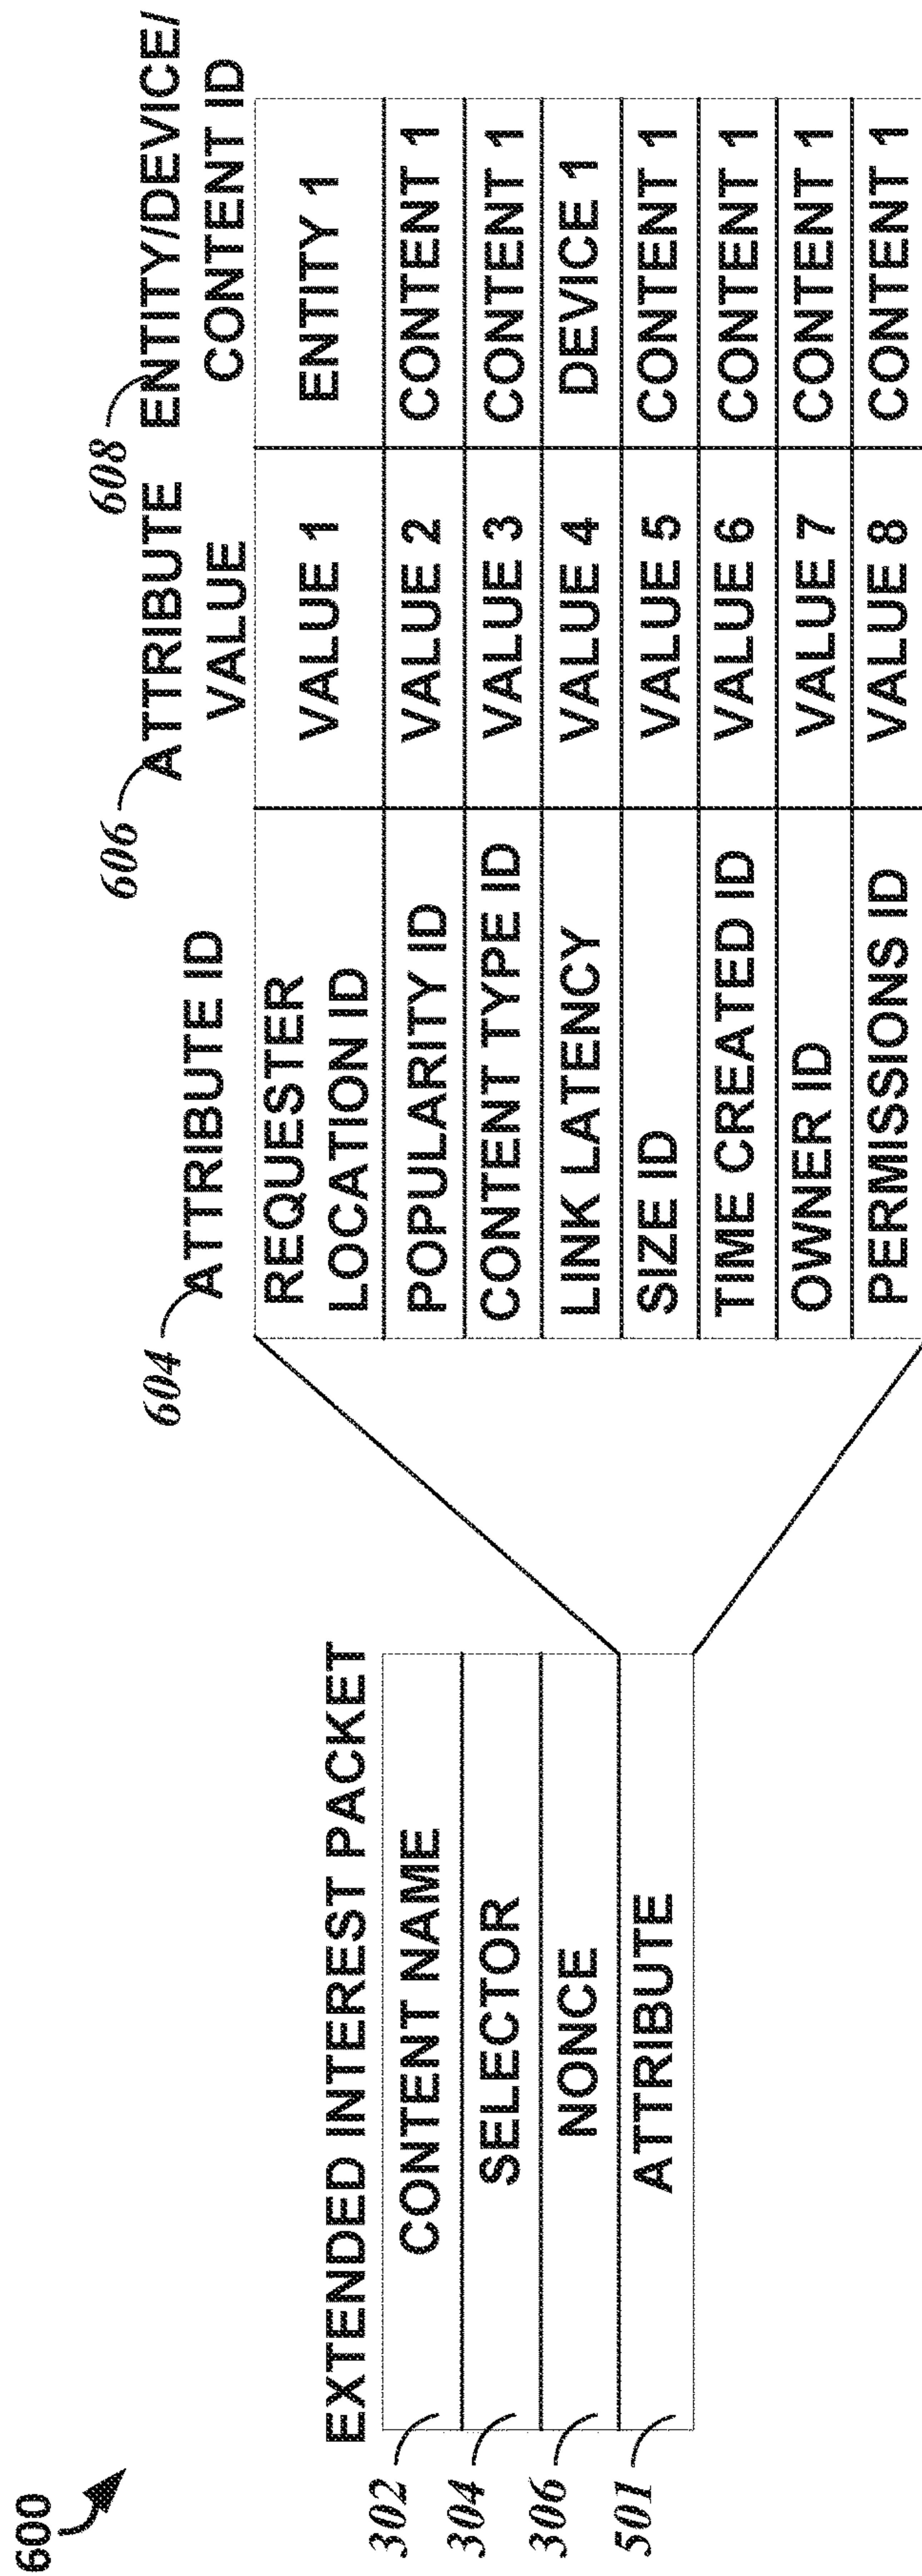 600
EXTENDED INTEREST PACKET
302 CONTENT NAME
304 SELECTOR
306 NONCE
501 ATTRIBUTE
604 ATTRIBUTE ID
606 ATTRIBUTE
VALUE
608 ENTITY/DEVICE/
CONTENT ID
REQUESTER
LOCATION ID
VALUE 1
ENTITY 1
POPULARITY ID
VALUE 2
CONTENT 1
CONTENT TYPE ID
VALUE 3
CONTENT 1
LINK LATENCY
VALUE 4
DEVICE 1
SIZE ID
VALUE 5
CONTENT 1
TIME CREATED ID
VALUE 6
CONTENT 1
OWNER ID
VALUE 7
CONTENT 1
PERMISSIONS ID
VALUE 8
CONTENT 1